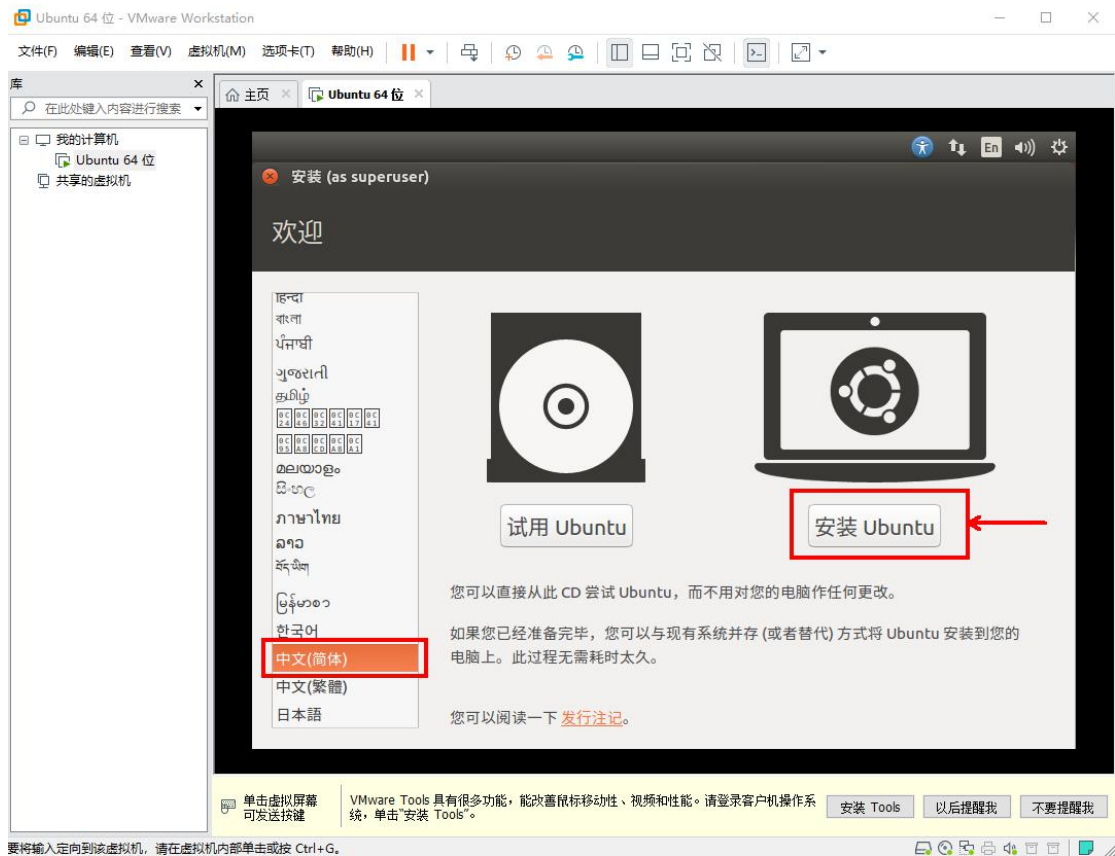 Ubuntu 64 位 - VMware Workstation
文件(F) 编辑(E) 查看(V) 虚拟机(M) 选项卡(T) 帮助(H)
库
在此处键入内容进行搜索
我的计算机
Ubuntu 64 位
共享的虚拟机
主页
Ubuntu 64 位
En
安装 (as superuser)
欢迎
हिन्दी
বাংলা
ਪੰਜਾਬੀ
ગુજરાતી
தமிழ்
മലയാളം
සිංහල
ภาษาไทย
ລາວ
မြန်မာစာ
한국어
中文(简体)
中文(繁體)
日本語
试用 Ubuntu
安装 Ubuntu
您可以直接从此 CD 尝试 Ubuntu，而不用对您的电脑作任何更改。
如果您已经准备完毕，您可以与现有系统并存 (或者替代) 方式将 Ubuntu 安装到您的
电脑上。此过程无需耗时太久。
您可以阅读一下 发行注记。
单击虚拟屏幕
可发送按键
VMware Tools 具有很多功能，能改善鼠标移动性、视频和性能。请登录客户机操作系
统，单击“安装 Tools”。
安装 Tools
以后提醒我
不要提醒我
要将输入定向到该虚拟机，请在虚拟机内部单击或按 Ctrl+G。